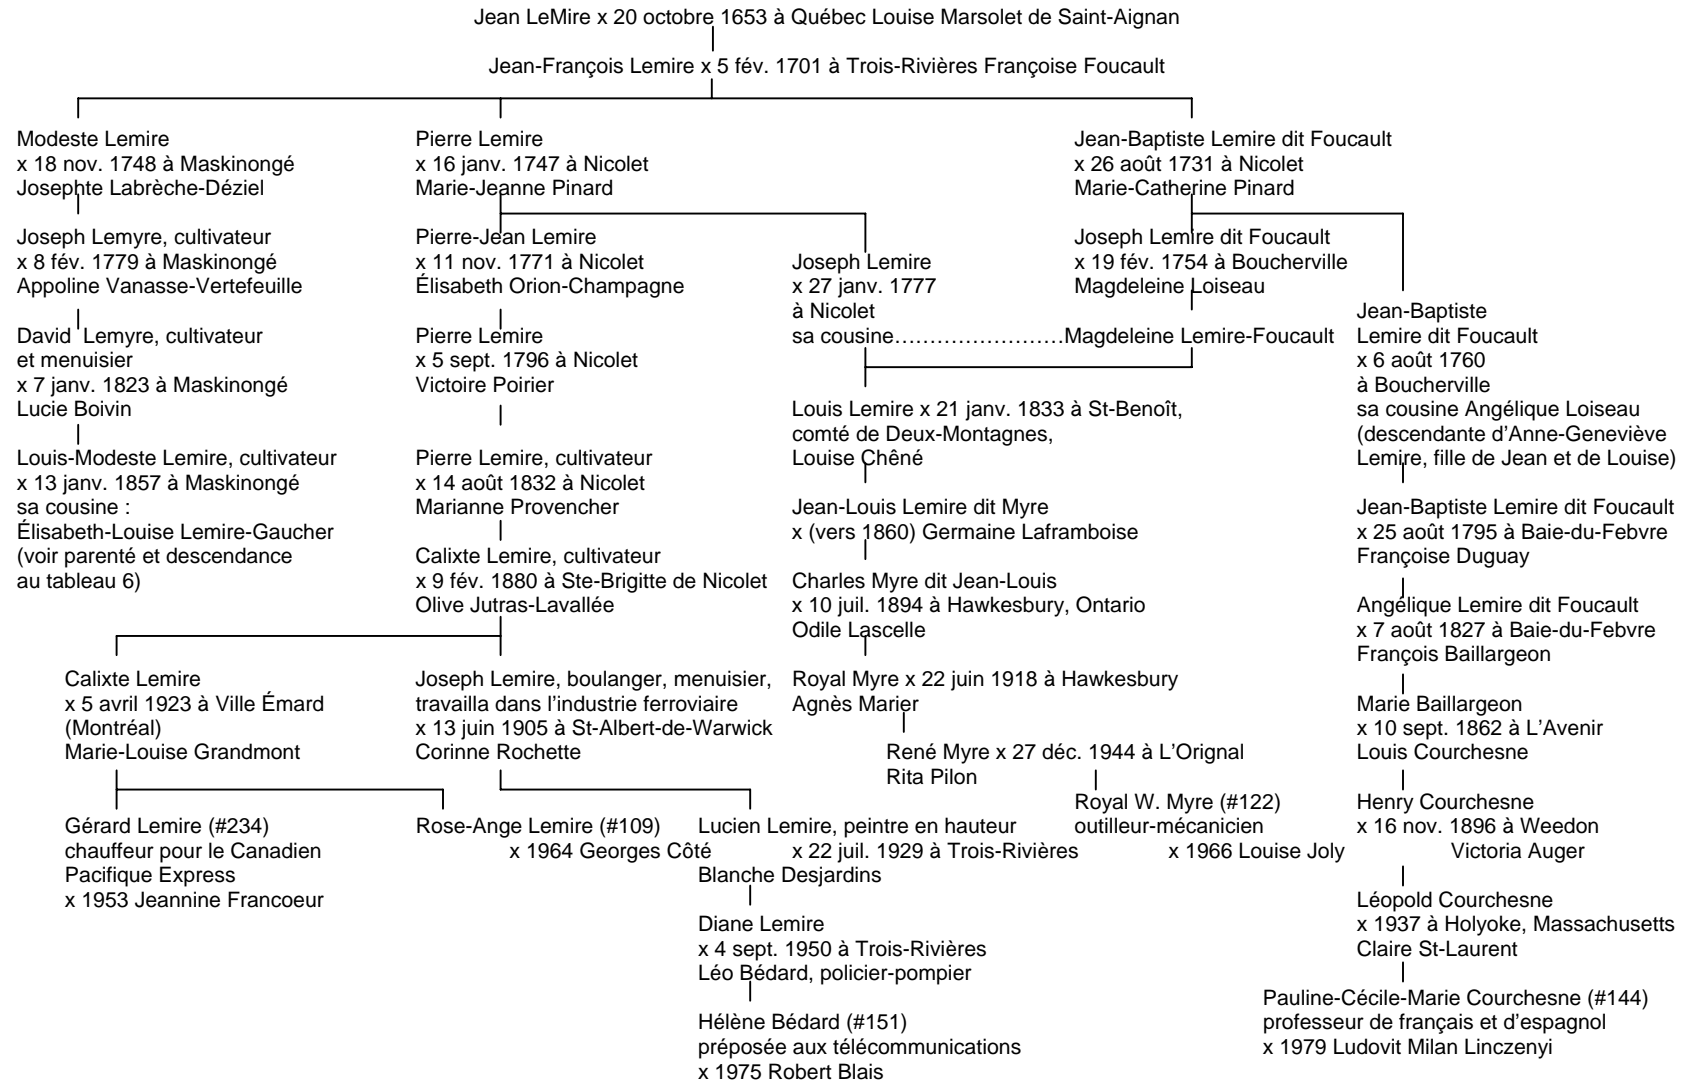 Jean LeMire x 20 octobre 1653 à Québec Louise Marsolet de Saint-Aignan
Jean-François Lemire x 5 fév. 1701 à Trois-Rivières Françoise Foucault
Modeste Lemire
x 18 nov. 1748 à Maskinongé
Josephte Labrèche-Déziel
Pierre Lemire
x 16 janv. 1747 à Nicolet
Marie-Jeanne Pinard
Jean-Baptiste Lemire dit Foucault
x 26 août 1731 à Nicolet
Marie-Catherine Pinard
Joseph Lemyre, cultivateur
x 8 fév. 1779 à Maskinongé
Appoline Vanasse-Vertefeuille
Pierre-Jean Lemire
x 11 nov. 1771 à Nicolet
Élisabeth Orion-Champagne
Joseph Lemire
x 27 janv. 1777
à Nicolet
sa cousine........................Magdeleine Lemire-Foucault
Joseph Lemire dit Foucault
x 19 fév. 1754 à Boucherville
Magdeleine Loiseau
Jean-Baptiste
Lemire dit Foucault
x 6 août 1760
à Boucherville
sa cousine Angélique Loiseau
(descendante d'Anne-Geneviève
Lemire, fille de Jean et de Louise)
David Lemyre, cultivateur
et menuisier
x 7 janv. 1823 à Maskinongé
Lucie Boivin
Pierre Lemire
x 5 sept. 1796 à Nicolet
Victoire Poirier
Louis Lemire x 21 janv. 1833 à St-Benoît,
comté de Deux-Montagnes,
Louise Chêné
Louis-Modeste Lemire, cultivateur
x 13 janv. 1857 à Maskinongé
sa cousine :
Élisabeth-Louise Lemire-Gaucher
(voir parenté et descendance
au tableau 6)
Pierre Lemire, cultivateur
x 14 août 1832 à Nicolet
Marianne Provencher
Jean-Louis Lemire dit Myre
x (vers 1860) Germaine Laframboise
Jean-Baptiste Lemire dit Foucault
x 25 août 1795 à Baie-du-Febvre
Françoise Duguay
Calixte Lemire, cultivateur
x 9 fév. 1880 à Ste-Brigitte de Nicolet
Olive Jutras-Lavallée
Charles Myre dit Jean-Louis
x 10 juil. 1894 à Hawkesbury, Ontario
Odile Lascelle
Angélique Lemire dit Foucault
x 7 août 1827 à Baie-du-Febvre
François Baillargeon
Calixte Lemire
x 5 avril 1923 à Ville Émard
(Montréal)
Marie-Louise Grandmont
Joseph Lemire, boulanger, menuisier,
travailla dans l'industrie ferroviaire
x 13 juin 1905 à St-Albert-de-Warwick
Corinne Rochette
Royal Myre x 22 juin 1918 à Hawkesbury
Agnès Marier
Marie Baillargeon
x 10 sept. 1862 à L'Avenir
Louis Courchesne
René Myre x 27 déc. 1944 à L'Orignal
Rita Pilon
Gérard Lemire (#234)
chauffeur pour le Canadien
Pacifique Express
x 1953 Jeannine Francoeur
Rose-Ange Lemire (#109)
x 1964 Georges Côté
Lucien Lemire, peintre en hauteur
x 22 juil. 1929 à Trois-Rivières
Blanche Desjardins
Royal W. Myre (#122)
outilleur-mécanicien
x 1966 Louise Joly
Henry Courchesne
x 16 nov. 1896 à Weedon
Victoria Auger
Diane Lemire
x 4 sept. 1950 à Trois-Rivières
Léo Bédard, policier-pompier
Léopold Courchesne
x 1937 à Holyoke, Massachusetts
Claire St-Laurent
Hélène Bédard (#151)
préposée aux télécommunications
x 1975 Robert Blais
Pauline-Cécile-Marie Courchesne (#144)
professeur de français et d'espagnol
x 1979 Ludovit Milan Linczenyi